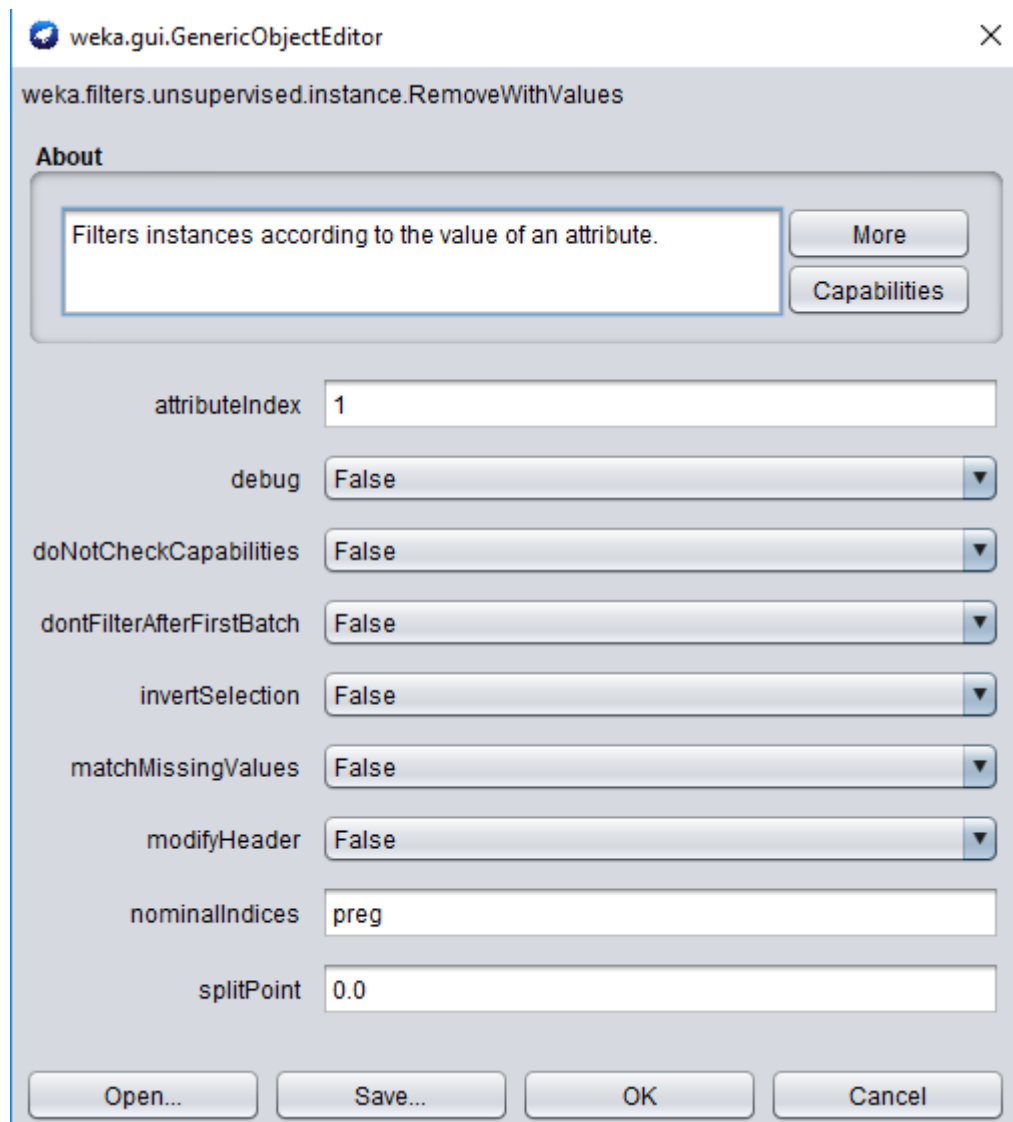 weka.gui.GenericObjectEditor
weka.filters.unsupervised.instance.RemoveWithValues
About
Filters instances according to the value of an attribute.
More
Capabilities
attributeIndex 1
debug False
doNotCheckCapabilities False
dontFilterAfterFirstBatch False
invertSelection False
matchMissingValues False
modifyHeader False
nominalIndices preg
splitPoint 0.0
Open... Save... OK Cancel